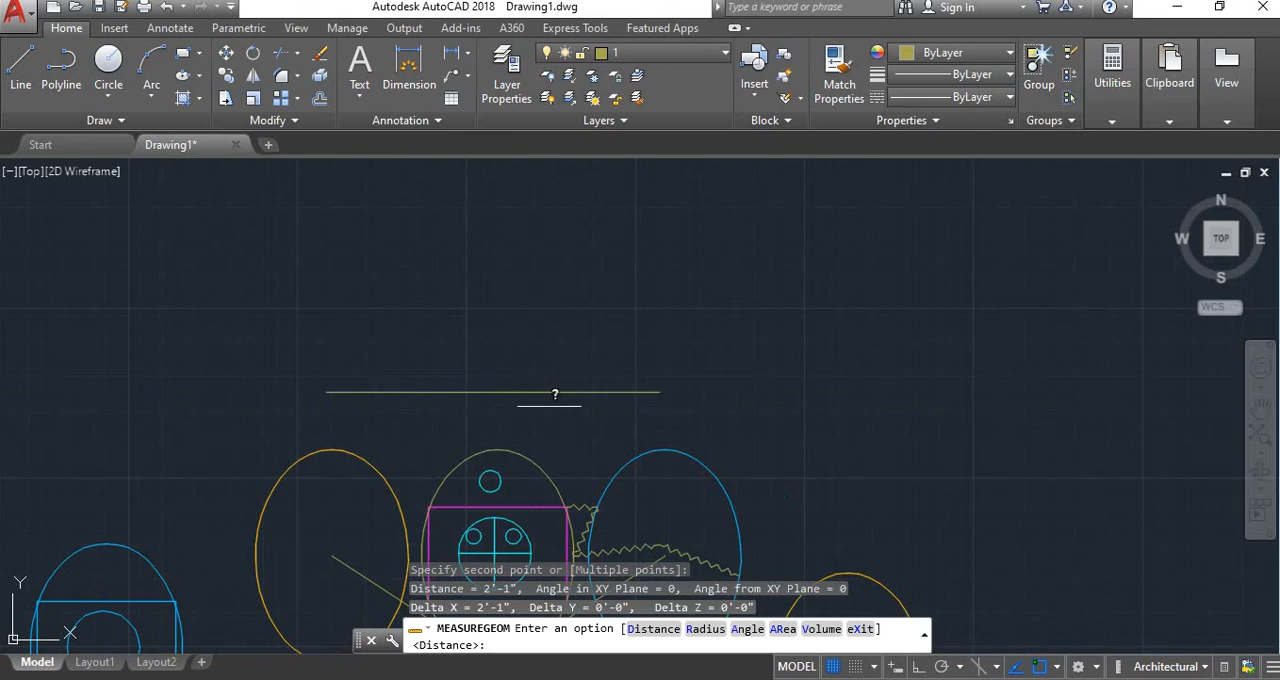 Autodesk AutoCAD 2018 Drawing1.dwg
Type a keyword or phrase
Sign In
Home Insert Annotate Parametric View Manage Output Add-ins A360 Express Tools Featured Apps
1
ByLayer
ByLayer
ByLayer
Line Polyline Circle Arc
Text Dimension
Layer Properties
Insert
Match Properties
Group
Utilities Clipboard View
Draw Modify Annotation Layers Block Properties Groups
Start Drawing1*
[−][Top][2D Wireframe]
N
W TOP E
S
WCS
?
Y
X
Specify second point or [Multiple points]:
Distance = 2'-1", Angle in XY Plane = 0, Angle from XY Plane = 0
Delta X = 2'-1", Delta Y = 0'-0", Delta Z = 0'-0"
MEASUREGEOM Enter an option [Distance Radius Angle ARea Volume eXit]
<Distance>:
Model Layout1 Layout2
MODEL
Architectural